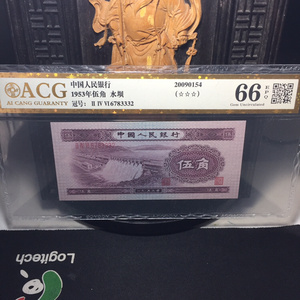 ACG
AI CANG GUARANTY
中国人民银行
1953年伍角 水坝
冠号: II IV VI 6783332
20090154
(☆☆☆)
66 EPQ
Gem Uncirculated
中國人民銀行
伍角
Logitech